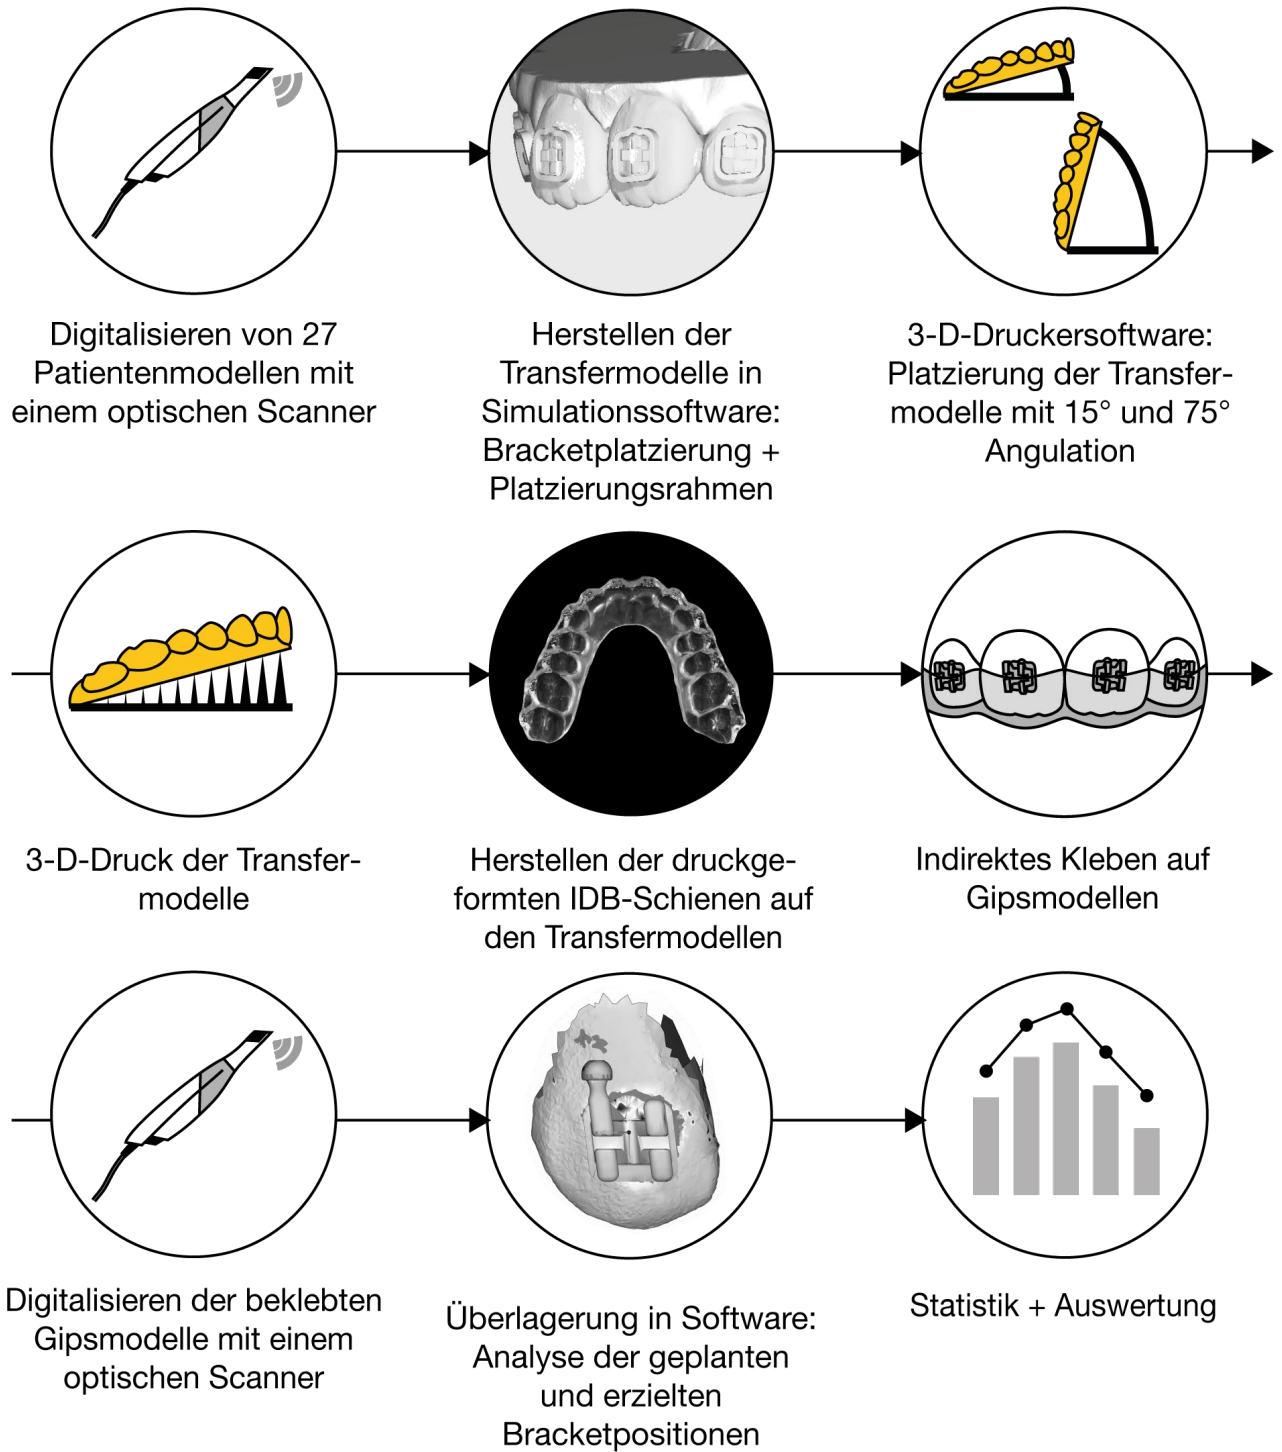 Digitalisieren von 27
Patientenmodellen mit
einem optischen Scanner
Herstellen der
Transfermodelle in
Simulationssoftware:
Bracketplatzierung +
Platzierungsrahmen
3-D-Druckersoftware:
Platzierung der Transfer-
modelle mit 15° und 75°
Angulation
3-D-Druck der Transfer-
modelle
Herstellen der druckge-
formten IDB-Schienen auf
den Transfermodellen
Indirektes Kleben auf
Gipsmodellen
Digitalisieren der beklebten
Gipsmodelle mit einem
optischen Scanner
Überlagerung in Software:
Analyse der geplanten
und erzielten
Bracketpositionen
Statistik + Auswertung